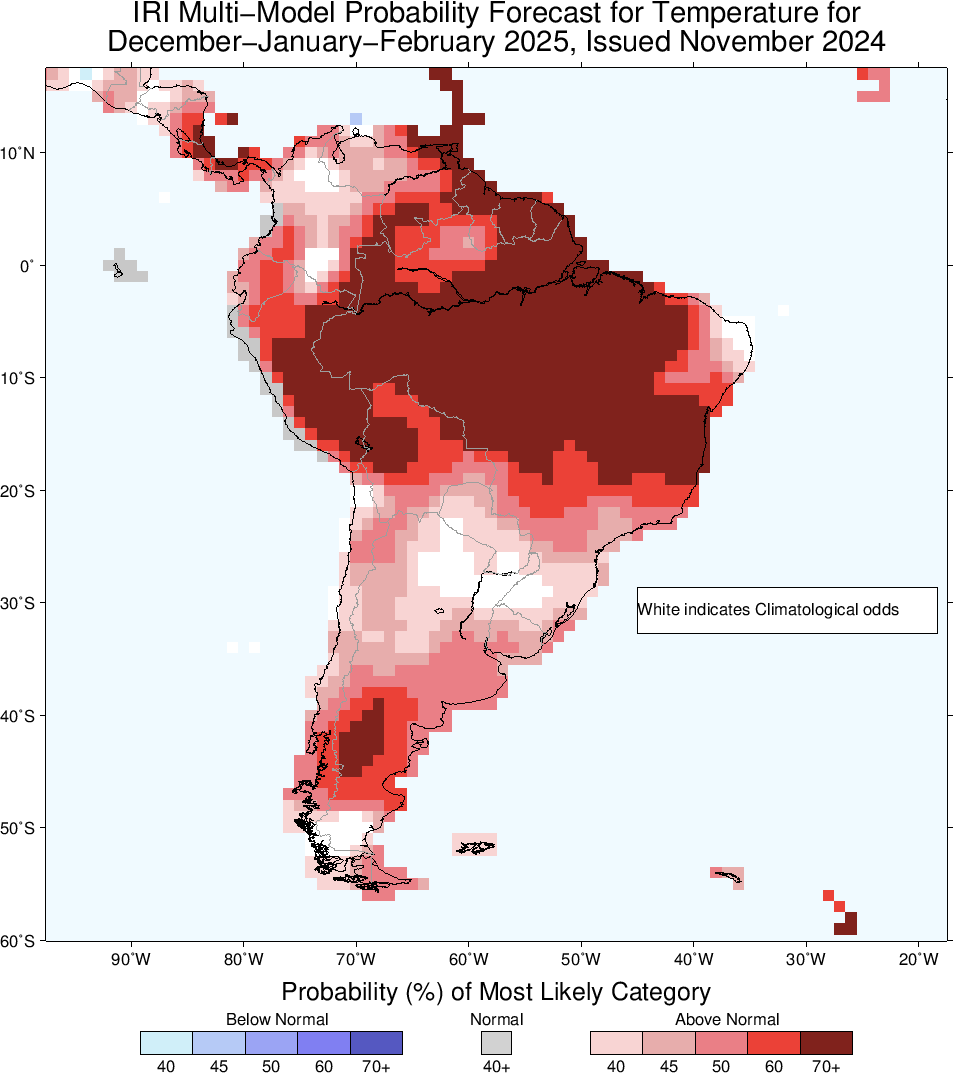 IRI Multi−Model Probability Forecast for Temperature for
December−January−February 2025, Issued November 2024
10˚N
0˚
10˚S
20˚S
30˚S
40˚S
50˚S
60˚S
White indicates Climatological odds
90˚W 80˚W 70˚W 60˚W 50˚W 40˚W 30˚W 20˚W
Probability (%) of Most Likely Category
Below Normal Normal Above Normal
40 45 50 60 70+ 40+ 40 45 50 60 70+